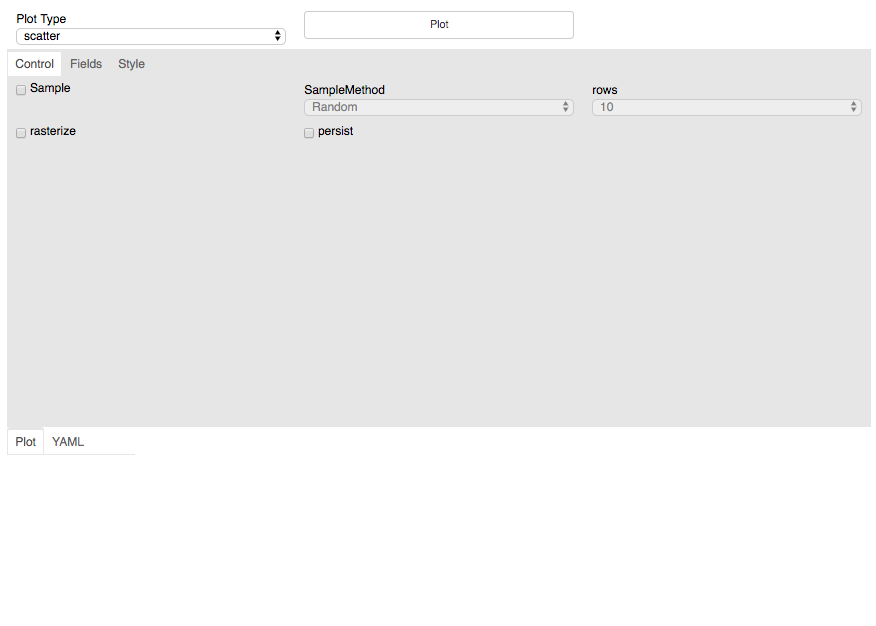 Plot Type
scatter
Plot
Control Fields Style
Sample
SampleMethod
Random
rows
10
rasterize
persist
Plot YAML